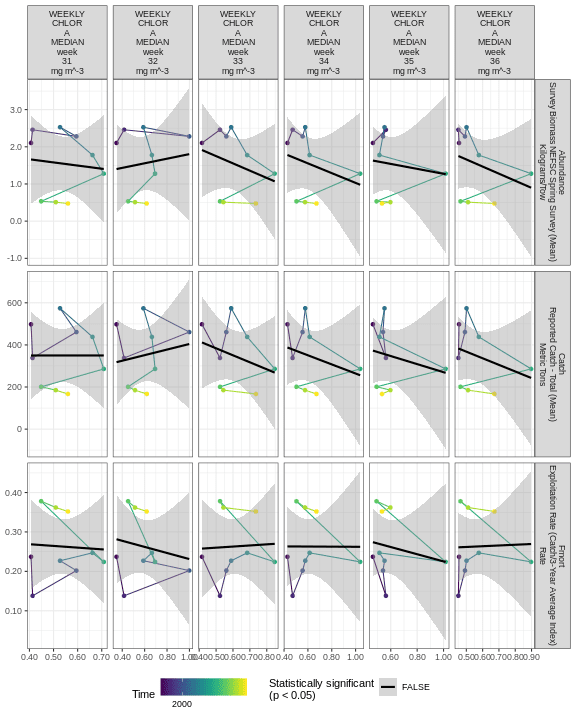 WEEKLY
CHLOR
A
MEDIAN
week
31
mg m^-3
WEEKLY
CHLOR
A
MEDIAN
week
32
mg m^-3
WEEKLY
CHLOR
A
MEDIAN
week
33
mg m^-3
WEEKLY
CHLOR
A
MEDIAN
week
34
mg m^-3
WEEKLY
CHLOR
A
MEDIAN
week
35
mg m^-3
WEEKLY
CHLOR
A
MEDIAN
week
36
mg m^-3
3.0
2.0
1.0
0.0
-1.0
Abundance
Survey Biomass NEFSC Spring Survey (Mean)
Kilograms/Tow
600
400
200
0
Catch
Reported Catch - Total (Mean)
Metric Tons
0.40
0.30
0.20
0.10
Fmort
Exploitation Rate (Catch/3-Year Average Index)
Rate
0.40 0.50 0.60 0.70
0.40 0.60 0.80 1.00
0.400.500.600.700.80
0.40 0.60 0.80 1.00
0.60 0.80 1.00
0.500.600.700.800.90
Time
2000
Statistically significant
(p < 0.05)
FALSE